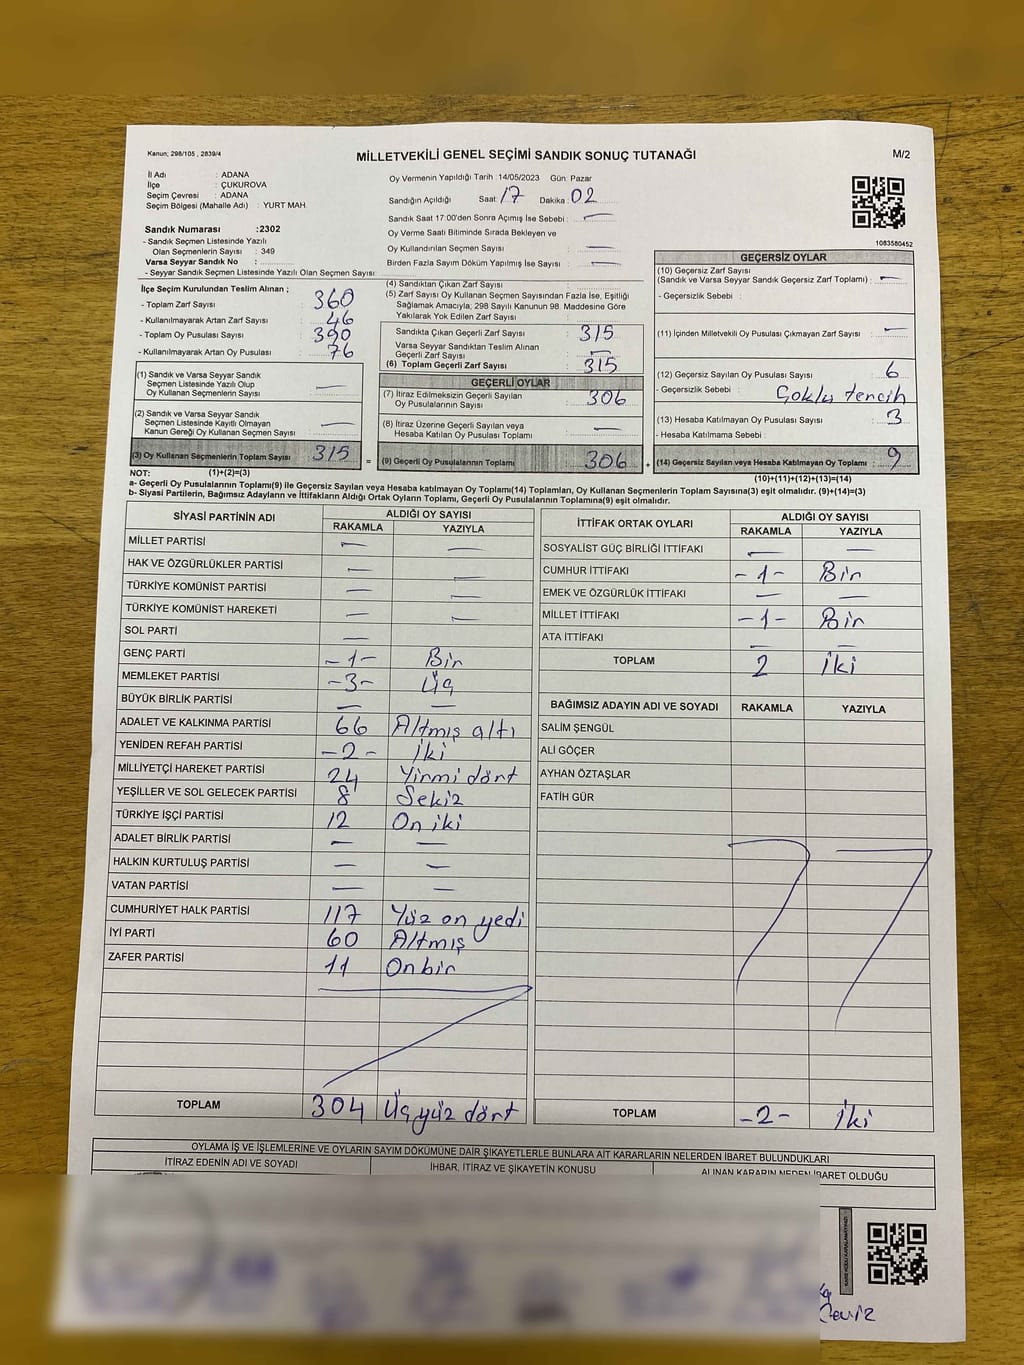 Kanun; 298/105 , 2839/4
MİLLETVEKİLİ GENEL SEÇİMİ SANDIK SONUÇ TUTANAĞI
M/2
İl Adı : ADANA
İlçe : ÇUKUROVA
Seçim Çevresi : ADANA
Seçim Bölgesi (Mahalle Adı) : YURT MAH.
Sandık Numarası :2302
- Sandık Seçmen Listesinde Yazılı
Olan Seçmenlerin Sayısı : 349
Varsa Seyyar Sandık No :
- Seyyar Sandık Seçmen Listesinde Yazılı Olan Seçmen Sayısı:
Oy Vermenin Yapıldığı Tarih :14/05/2023 Gün: Pazar
Sandığın Açıldığı Saat: 17 Dakika: 02
Sandık Saat 17:00'den Sonra Açımış İse Sebebi : —
Oy Verme Saati Bitiminde Sırada Bekleyen ve
Oy Kullandırılan Seçmen Sayısı —
Birden Fazla Sayım Döküm Yapılmış İse Sayısı : —
1083580452
İlçe Seçim Kurulundan Teslim Alınan ;
- Toplam Zarf Sayısı : 360
- Kullanılmayarak Artan Zarf Sayısı : 46
- Toplam Oy Pusulası Sayısı : 390
- Kullanılmayarak Artan Oy Pusulası : 76
(1) Sandık ve Varsa Seyyar Sandık
Seçmen Listesinde Yazılı Olup
Oy Kullanan Seçmenlerin Sayısı : —
(2) Sandık ve Varsa Seyyar Sandık
Seçmen Listesinde Kayıtlı Olmayan
Kanun Gereği Oy Kullanan Seçmen Sayısı : —
(3) Oy Kullanan Seçmenlerin Toplam Sayısı : 315
(1)+(2)=(3)
(4) Sandıktan Çıkan Zarf Sayısı :
(5) Zarf Sayısı Oy Kullanan Seçmen Sayısından Fazla İse, Eşitliği
Sağlamak Amacıyla; 298 Sayılı Kanunun 98. Maddesine Göre
Yakılarak Yok Edilen Zarf Sayısı :
Sandıkta Çıkan Geçerli Zarf Sayısı : 315
Varsa Seyyar Sandıktan Teslim Alınan
Geçerli Zarf Sayısı : —
(6) Toplam Geçerli Zarf Sayısı : 315
GEÇERLİ OYLAR
(7) İtiraz Edilmeksizin Geçerli Sayılan
Oy Pusulalarının Sayısı : 306
(8) İtiraz Üzerine Geçerli Sayılan veya
Hesaba Katılan Oy Pusulası Toplamı : —
= (9) Geçerli Oy Pusulalarının Toplamı : 306
GEÇERSİZ OYLAR
(10) Geçersiz Zarf Sayısı
(Sandık ve Varsa Seyyar Sandık Geçersiz Zarf Toplamı) : —
- Geçersizlik Sebebi :
(11) İçinden Milletvekili Oy Pusulası Çıkmayan Zarf Sayısı : —
(12) Geçersiz Sayılan Oy Pusulası Sayısı : 6
- Geçersizlik Sebebi : Çoklu tercih
(13) Hesaba Katılmayan Oy Pusulası Sayısı : 3
- Hesaba Katılmama Sebebi :
+ (14) Geçersiz Sayılan veya Hesaba Katılmayan Oy Toplamı : 9
(10)+(11)+(12)+(13)=(14)
NOT:
a- Geçerli Oy Pusulalarının Toplamı(9) ile Geçersiz Sayılan veya Hesaba katılmayan Oy Toplamı(14) Toplamları, Oy Kullanan Seçmenlerin Toplam Sayısına(3) eşit olmalıdır. (9)+(14)=(3)
b- Siyasi Partilerin, Bağımsız Adayların ve İttifakların Aldığı Ortak Oyların Toplamı, Geçerli Oy Pusulalarının Toplamına(9) eşit olmalıdır.
SİYASİ PARTİNİN ADI ALDIĞI OY SAYISI
RAKAMLA YAZIYLA
MİLLET PARTİSİ — —
HAK VE ÖZGÜRLÜKLER PARTİSİ —
TÜRKİYE KOMÜNİST PARTİSİ — —
TÜRKİYE KOMÜNİST HAREKETİ — —
SOL PARTİ —
GENÇ PARTİ -1- Bir
MEMLEKET PARTİSİ -3- Üç
BÜYÜK BİRLİK PARTİSİ — —
ADALET VE KALKINMA PARTİSİ 66 Altmış altı
YENİDEN REFAH PARTİSİ -2- İki
MİLLİYETÇİ HAREKET PARTİSİ 24 Yirmi dört
YEŞİLLER VE SOL GELECEK PARTİSİ 8 Sekiz
TÜRKİYE İŞÇİ PARTİSİ 12 On iki
ADALET BİRLİK PARTİSİ — —
HALKIN KURTULUŞ PARTİSİ — —
VATAN PARTİSİ — —
CUMHURİYET HALK PARTİSİ 117 Yüz on yedi
İYİ PARTİ 60 Altmış
ZAFER PARTİSİ 11 Onbir
TOPLAM 304 Üç yüz dört
İTTİFAK ORTAK OYLARI ALDIĞI OY SAYISI
RAKAMLA YAZIYLA
SOSYALİST GÜÇ BİRLİĞİ İTTİFAKI — —
CUMHUR İTTİFAKI -1- Bir
EMEK VE ÖZGÜRLÜK İTTİFAKI — —
MİLLET İTTİFAKI -1- Bir
ATA İTTİFAKI — —
TOPLAM 2 İki
BAĞIMSIZ ADAYIN ADI VE SOYADI RAKAMLA YAZIYLA
SALİM ŞENGÜL
ALİ GÖÇER
AYHAN ÖZTAŞLAR
FATİH GÜR
TOPLAM -2- İki
OYLAMA İŞ VE İŞLEMLERİNE VE OYLARIN SAYIM DÖKÜMÜNE DAİR ŞİKAYETLERLE BUNLARA AİT KARARLARIN NELERDEN İBARET BULUNDUKLARI
İTİRAZ EDENİN ADI VE SOYADI İHBAR, İTİRAZ VE ŞİKAYETİN KONUSU ALINAN KARARIN NEDEN İBARET OLDUĞU